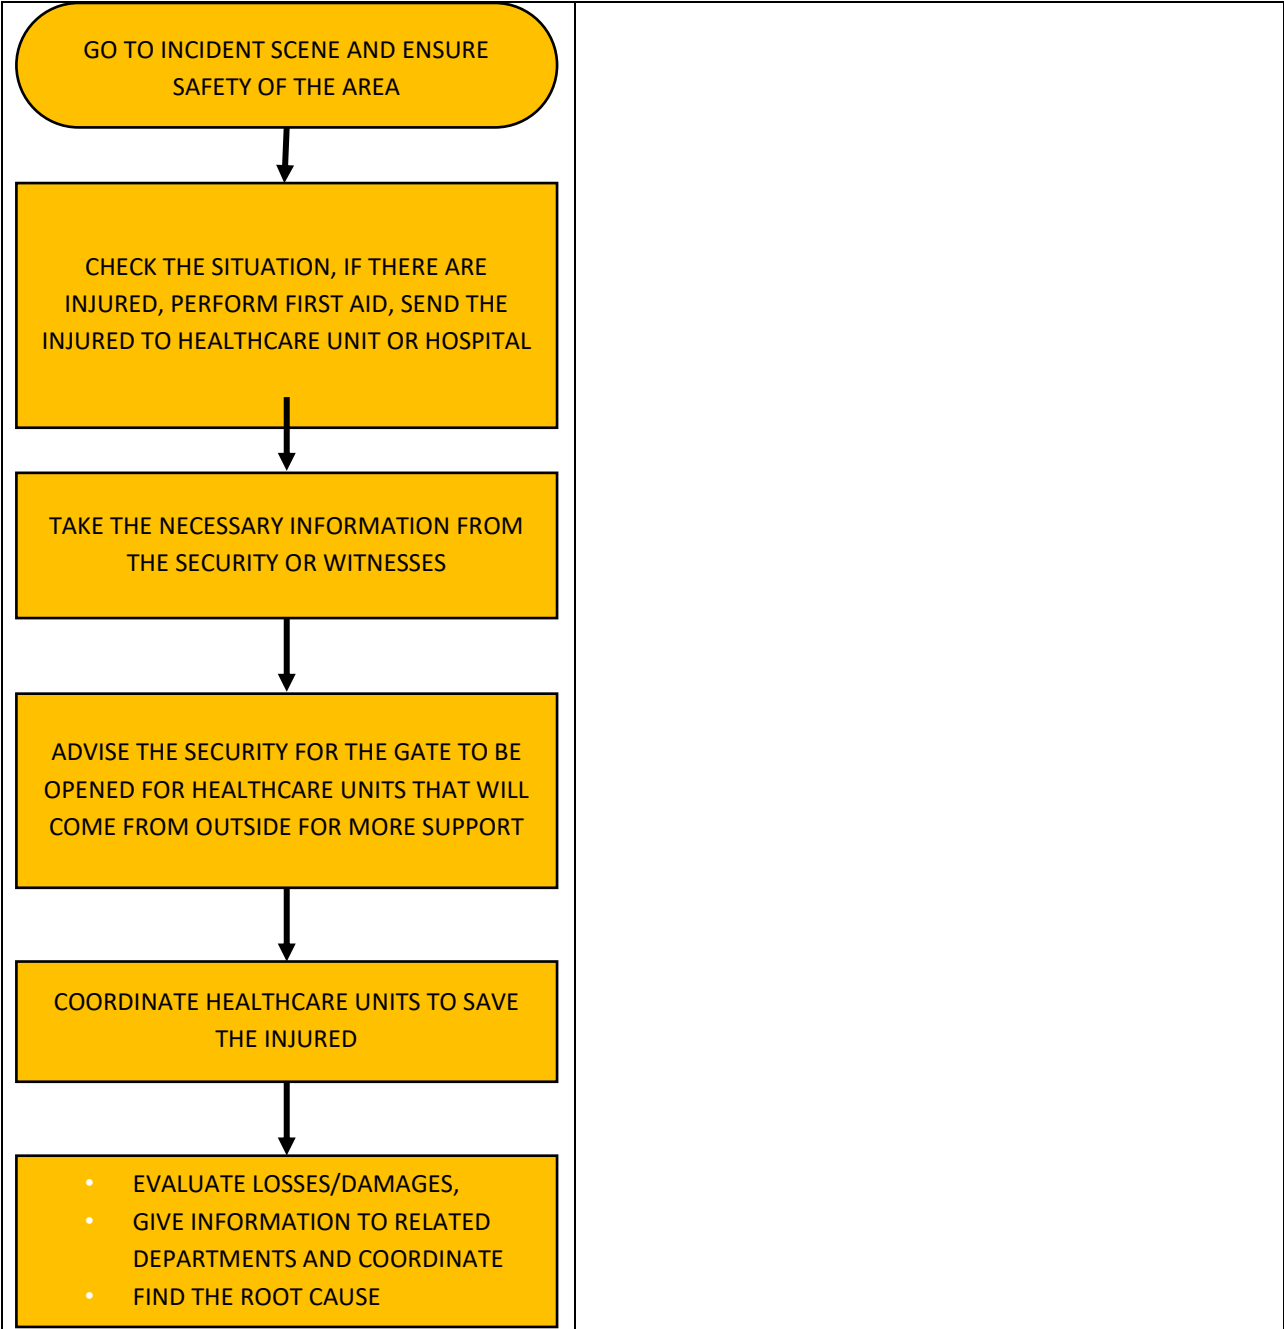 GO TO INCIDENT SCENE AND ENSURE
SAFETY OF THE AREA
CHECK THE SITUATION, IF THERE ARE
INJURED, PERFORM FIRST AID, SEND THE
INJURED TO HEALTHCARE UNIT OR HOSPITAL
TAKE THE NECESSARY INFORMATION FROM
THE SECURITY OR WITNESSES
ADVISE THE SECURITY FOR THE GATE TO BE
OPENED FOR HEALTHCARE UNITS THAT WILL
COME FROM OUTSIDE FOR MORE SUPPORT
COORDINATE HEALTHCARE UNITS TO SAVE
THE INJURED
• EVALUATE LOSSES/DAMAGES,
• GIVE INFORMATION TO RELATED
DEPARTMENTS AND COORDINATE
• FIND THE ROOT CAUSE